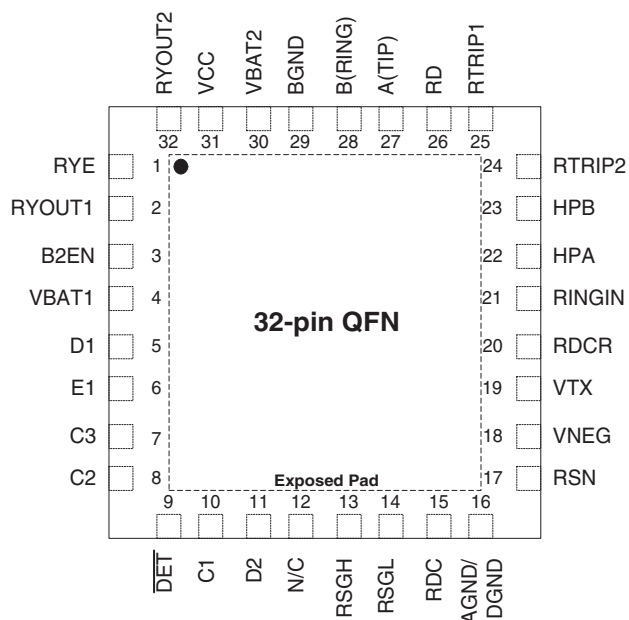 RYOUT2 VCC VBAT2 BGND B(RING) A(TIP) RD RTRIP1
32 31 30 29 28 27 26 25
RYE 1 24 RTRIP2
RYOUT1 2 23 HPB
B2EN 3 22 HPA
VBAT1 4 21 RINGIN
32-pin QFN
D1 5 20 RDCR
E1 6 19 VTX
C3 7 18 VNEG
C2 8 17 RSN
Exposed Pad
9 10 11 12 13 14 15 16
DET C1 D2 N/C RSGH RSGL RDC AGND/
DGND